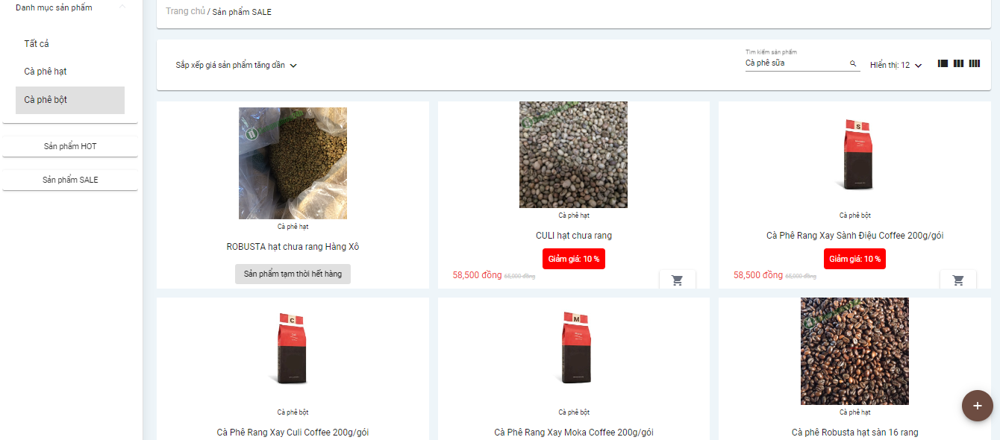 Danh mục sản phẩm
Tất cả
Cà phê hạt
Cà phê bột
Sản phẩm HOT
Sản phẩm SALE
Trang chủ / Sản phẩm SALE
Sắp xếp giá sản phẩm tăng dần
Tìm kiếm sản phẩm
Cà phê sữa
Hiển thị: 12
Cà phê hạt
ROBUSTA hạt chưa rang Hàng Xô
Sản phẩm tạm thời hết hàng
Cà phê hạt
CULI hạt chưa rang
Giảm giá: 10 %
58,500 đồng 65,000 đồng
S
Cà phê bột
Cà Phê Rang Xay Sành Điệu Coffee 200g/gói
Giảm giá: 10 %
58,500 đồng 65,000 đồng
C
Cà phê bột
Cà Phê Rang Xay Culi Coffee 200g/gói
M
Cà phê bột
Cà Phê Rang Xay Moka Coffee 200g/gói
Cà phê hạt
Cà phê Robusta hạt sàn 16 rang